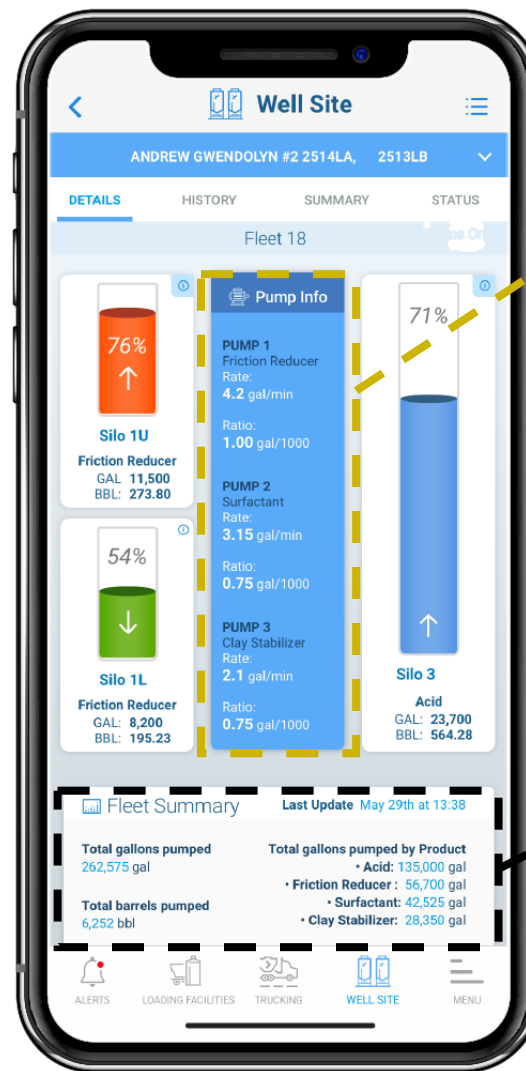 Well Site
ANDREW GWENDOLYN #2 2514LA, 2513LB
DETAILS HISTORY SUMMARY STATUS
Fleet 18
76%
Silo 1U
Friction Reducer
GAL 11,500
BBL: 273.80
54%
Silo 1L
Friction Reducer
GAL: 8,200
BBL: 195.23
Pump Info
PUMP 1
Friction Reducer
Rate:
4.2 gal/min
Ratio:
1.00 gal/1000
PUMP 2
Surfactant
Rate:
3.15 gal/min
Ratio:
0.75 gal/1000
PUMP 3
Clay Stabilizer
Rate:
2.1 gal/min
Ratio:
0.75 gal/1000
71%
Silo 3
Acid
GAL: 23,700
BBL: 564.28
Fleet Summary
Last Update May 29th at 13:38
Total gallons pumped
262,575 gal
Total barrels pumped
6,252 bbl
Total gallons pumped by Product
• Acid: 135,000 gal
• Friction Reducer : 56,700 gal
• Surfactant: 42,525 gal
• Clay Stabilizer: 28,350 gal
ALERTS LOADING FACILITIES TRUCKING WELL SITE MENU